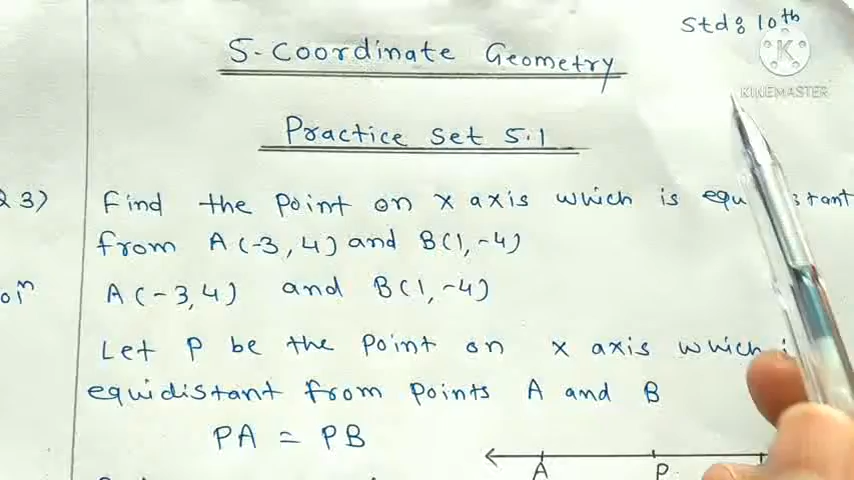 Std: 10th
K
KINEMASTER
5-Coordinate Geometry
Practice Set 5.1
Find the point on x axis which is
from A(-3,4) and B(1,-4)
A(-3,4) and B(1,-4)
Let P be the point on x axis which
equidistant from points A and B
PA = PB
A P